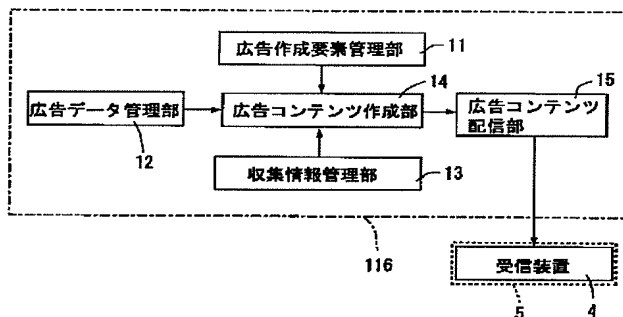 広告作成要素管理部
11
14
15
広告データ管理部
広告コンテンツ作成部
広告コンテンツ
配信部
12
収集情報管理部
13
116
受信装置
5
4